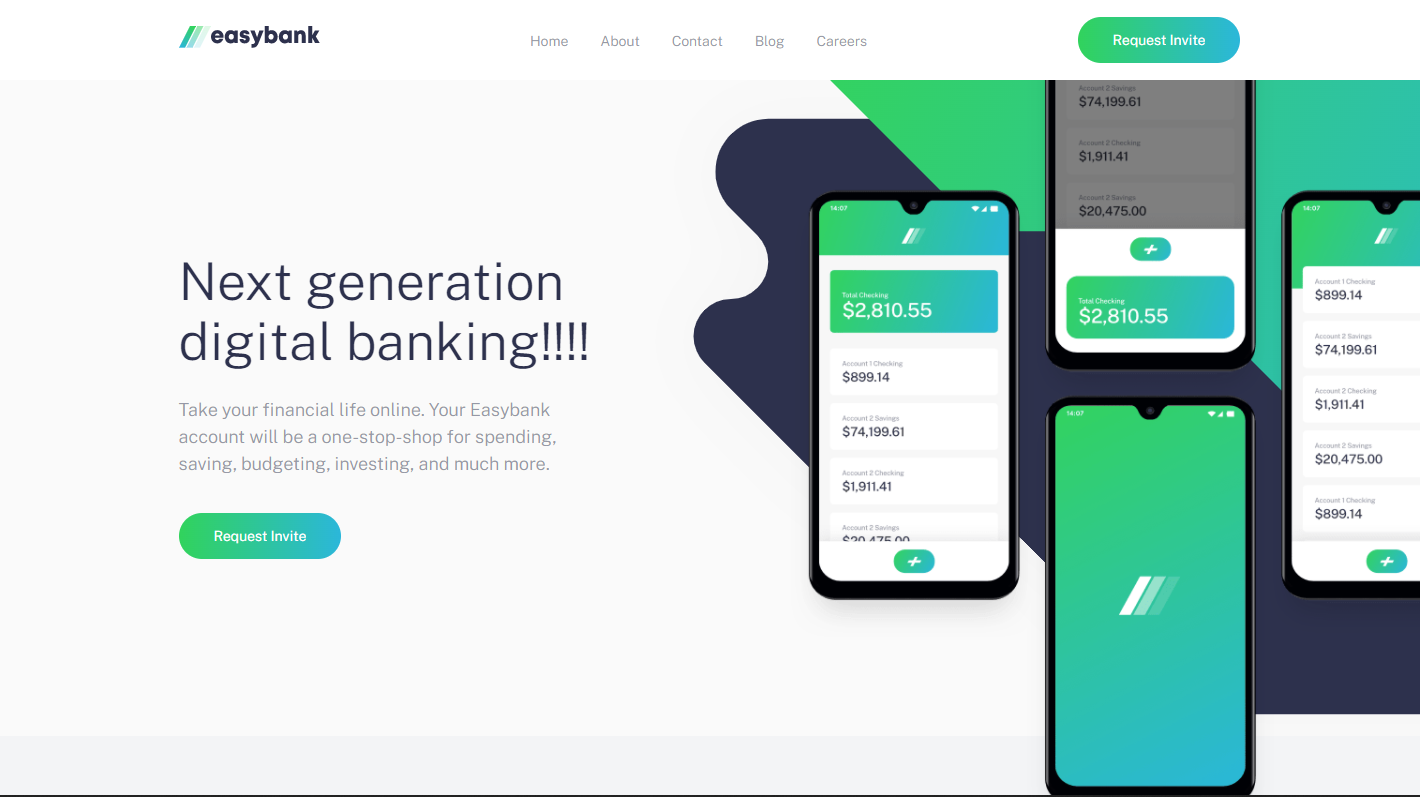 easybank
Home
About
Contact
Blog
Careers
Request Invite
Next generation
digital banking!!!!
Take your financial life online. Your Easybank
account will be a one-stop-shop for spending,
saving, budgeting, investing, and much more.
Request Invite
14:07
Total Checking
$2,810.55
Account 1 Checking
$899.14
Account 2 Savings
$74,199.61
Account 2 Checking
$1,911.41
Account 2 Savings
$20,475.00
Account 2 Savings
$74,199.61
Account 2 Checking
$1,911.41
Account 2 Savings
$20,475.00
Total Checking
$2,810.55
14:07
14:07
Account 1 Checking
$899.14
Account 2 Savings
$74,199.61
Account 2 Checking
$1,911.41
Account 2 Savings
$20,475.00
Account 1 Checking
$899.14